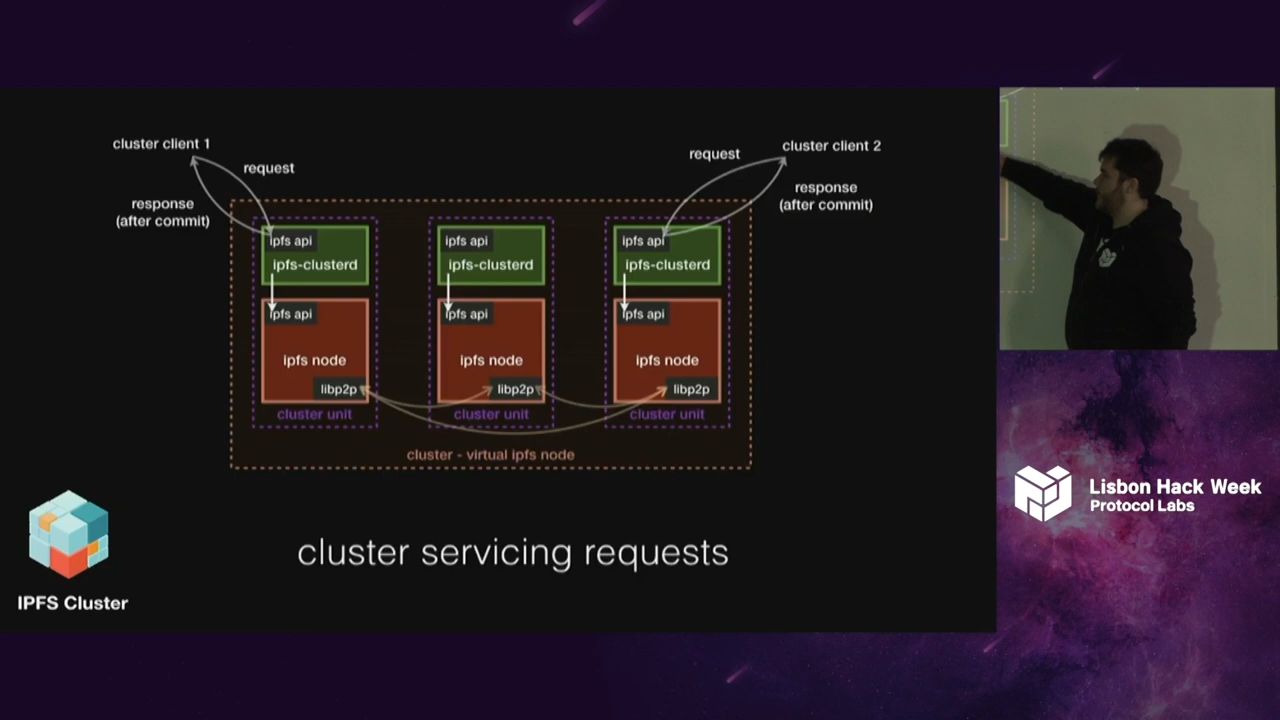 cluster client 1
request
response
(after commit)
cluster client 2
request
response
(after commit)
ipfs api
ipfs-clusterd
ipfs api
ipfs node
libp2p
cluster unit
ipfs api
ipfs-clusterd
ipfs api
ipfs node
libp2p
cluster unit
ipfs api
ipfs-clusterd
ipfs api
ipfs node
libp2p
cluster unit
cluster - virtual ipfs node
cluster servicing requests
IPFS Cluster
Lisbon Hack Week
Protocol Labs